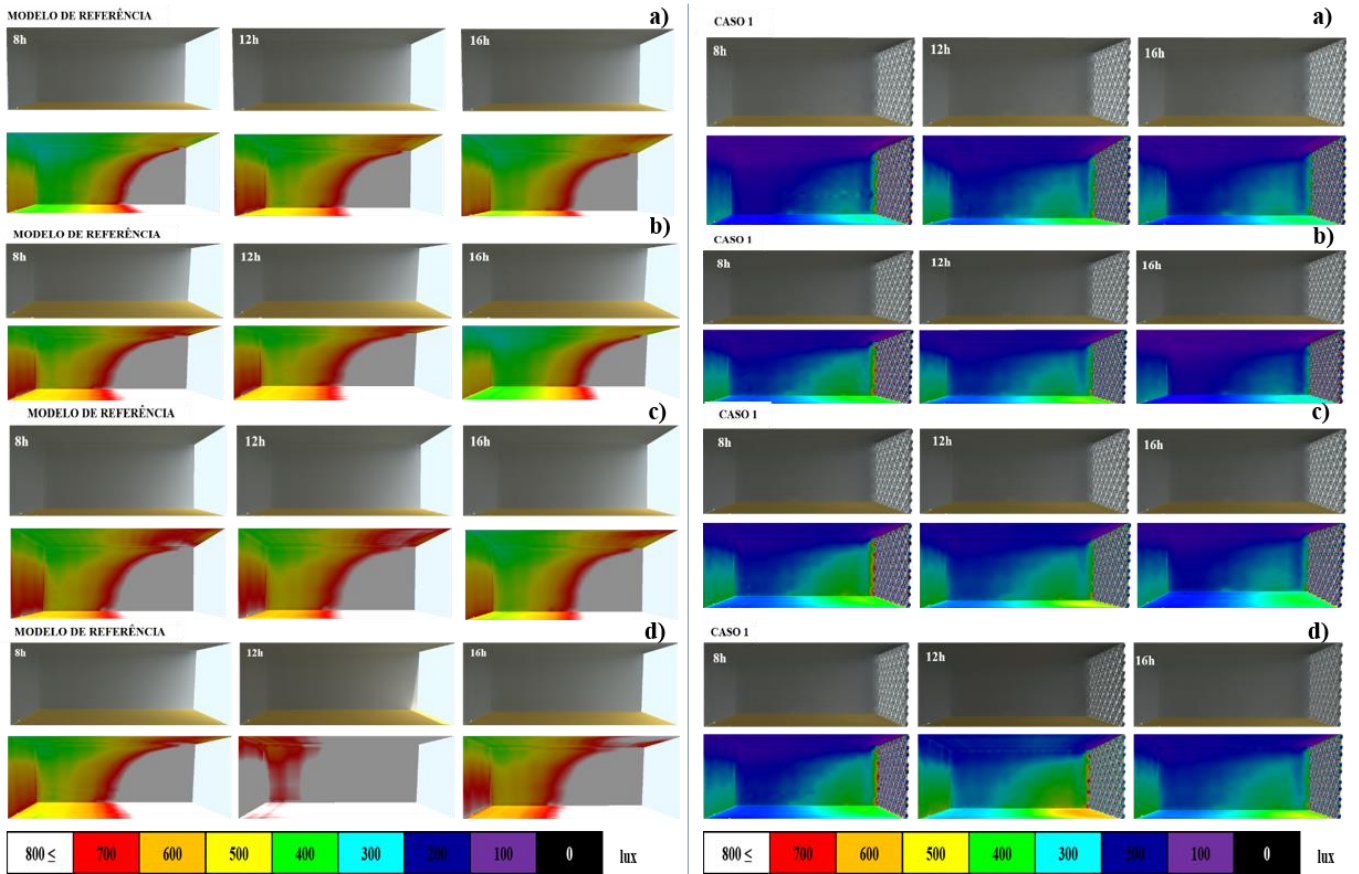 MODELO DE REFERÊNCIA
a)
8h
12h
16h
MODELO DE REFERÊNCIA
b)
8h
12h
16h
MODELO DE REFERÊNCIA
c)
8h
12h
16h
MODELO DE REFERÊNCIA
d)
8h
12h
16h
800 ≤ 700 600 500 400 300 200 100 0 lux
CASO 1
a)
8h
12h
16h
CASO 1
b)
8h
12h
16h
CASO 1
c)
8h
12h
16h
CASO 1
d)
8h
12h
16h
800 ≤ 700 600 500 400 300 200 100 0 lux